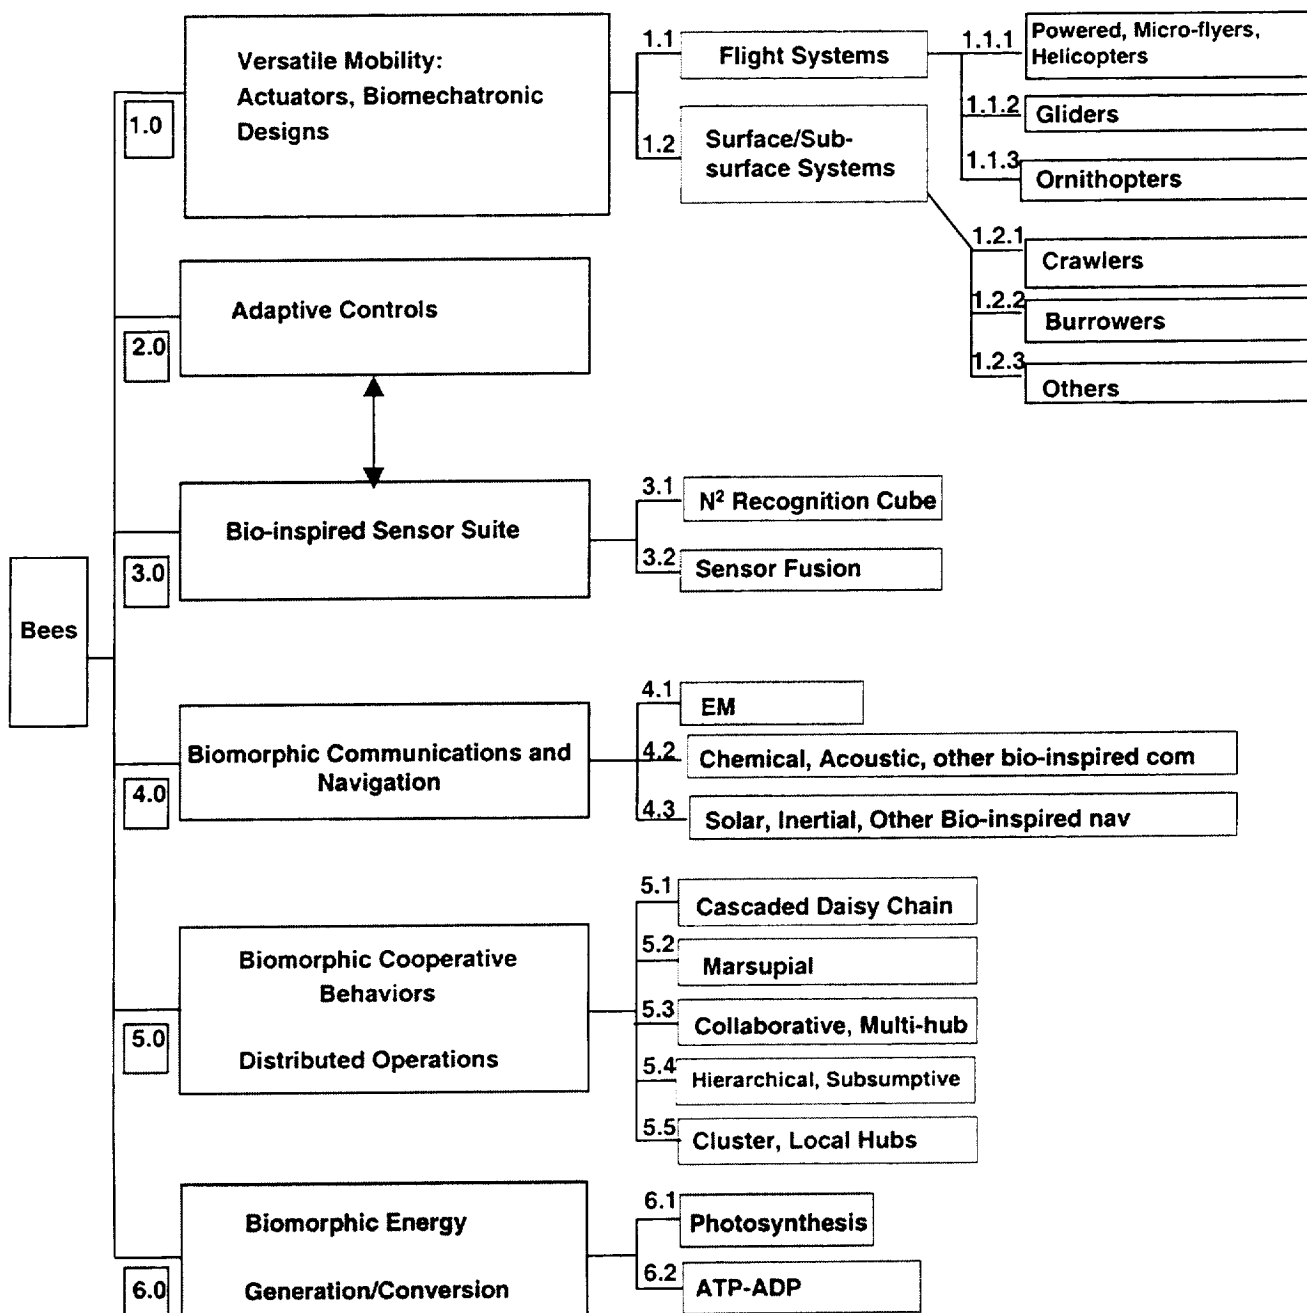 Bees
1.0
Versatile Mobility:
Actuators, Biomechatronic
Designs
1.1
Flight Systems
1.1.1
Powered, Micro-flyers,
Helicopters
1.1.2
Gliders
1.1.3
Ornithopters
1.2
Surface/Sub-
surface Systems
1.2.1
Crawlers
1.2.2
Burrowers
1.2.3
Others
2.0
Adaptive Controls
3.0
Bio-inspired Sensor Suite
3.1
N² Recognition Cube
3.2
Sensor Fusion
4.0
Biomorphic Communications and
Navigation
4.1
EM
4.2
Chemical, Acoustic, other bio-inspired com
4.3
Solar, Inertial, Other Bio-inspired nav
5.0
Biomorphic Cooperative
Behaviors
Distributed Operations
5.1
Cascaded Daisy Chain
5.2
Marsupial
5.3
Collaborative, Multi-hub
5.4
Hierarchical, Subsumptive
5.5
Cluster, Local Hubs
6.0
Biomorphic Energy
Generation/Conversion
6.1
Photosynthesis
6.2
ATP-ADP